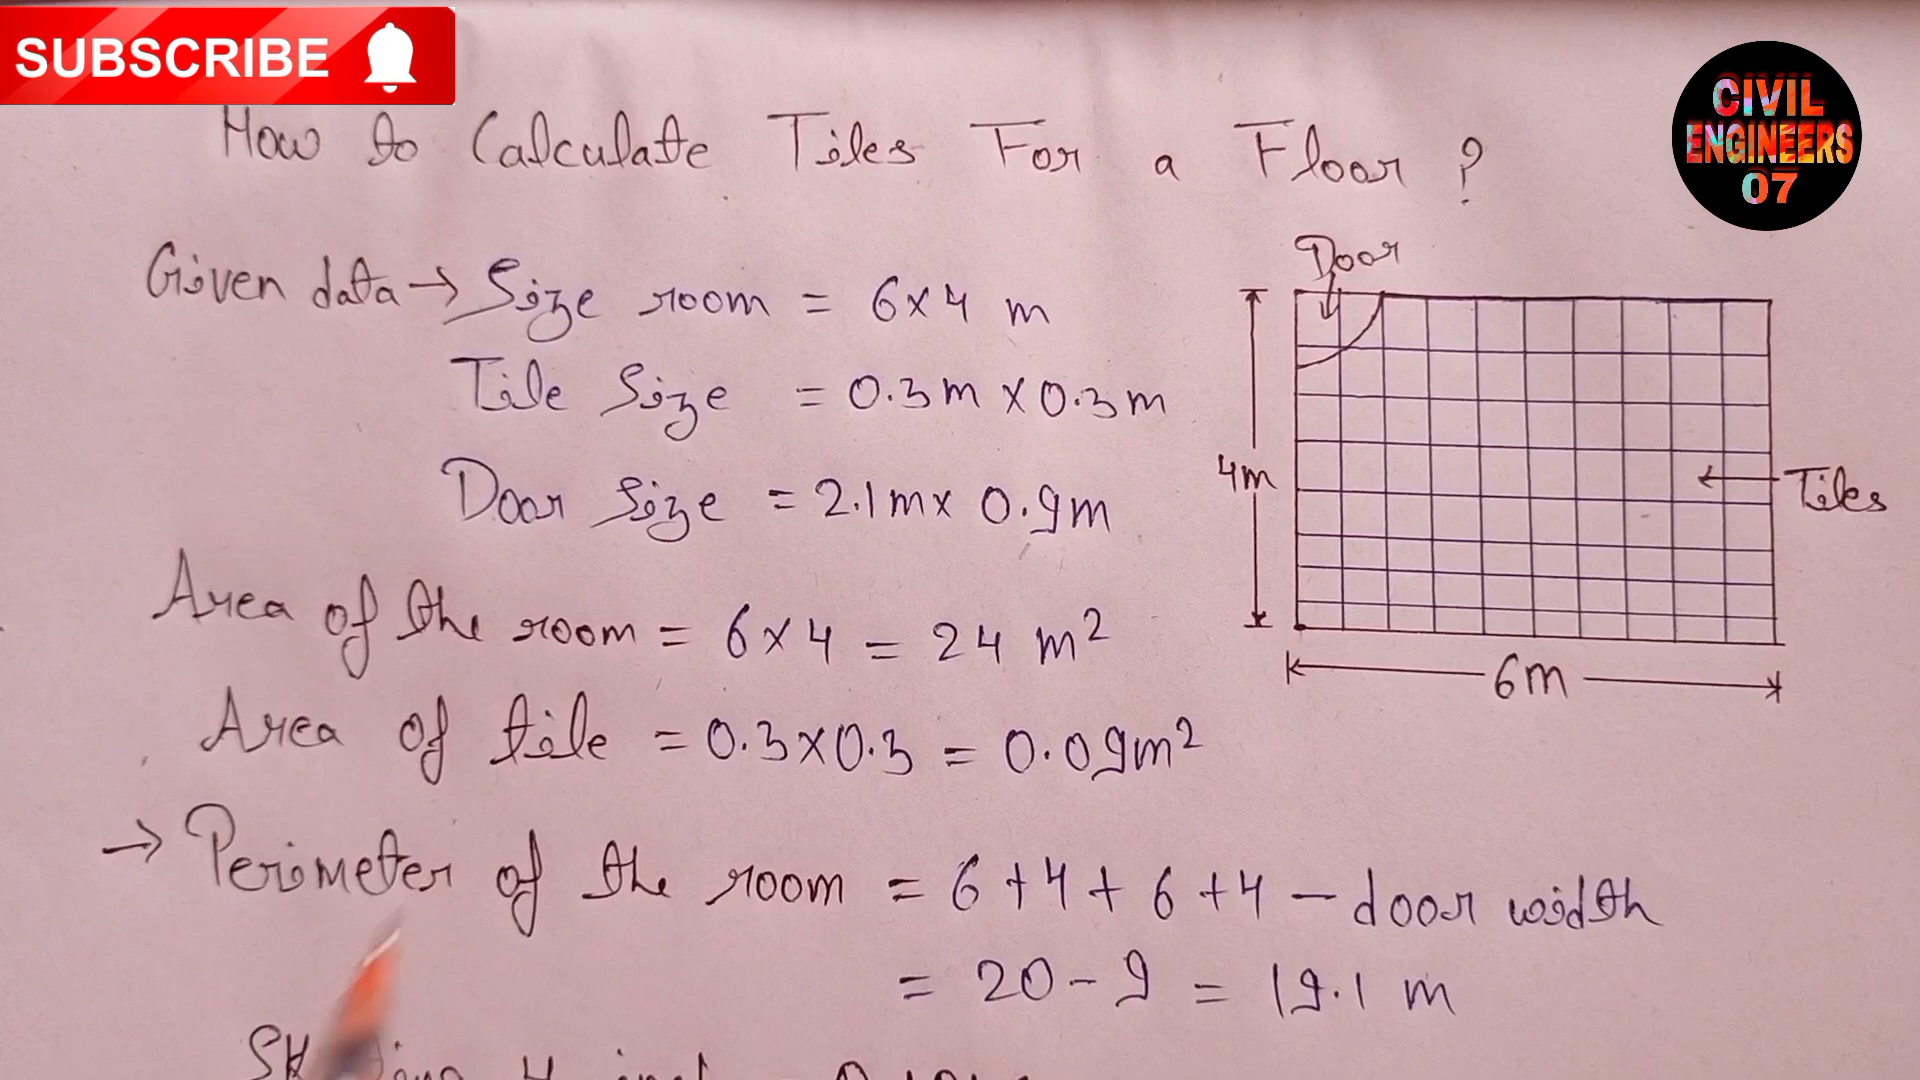 SUBSCRIBE
CIVIL
ENGINEERS
07
How to Calculate Tiles For a Floor ?
Given data → Size room = 6×4 m
Tile Size = 0.3m × 0.3m
Door Size = 2.1m× 0.9m
Door
4m
Tiles
6m
Area of the room = 6×4 = 24 m²
Area of tile = 0.3×0.3 = 0.09m²
→ Perimeter of the room = 6+4+6+4 – door width
= 20-9 = 19.1 m